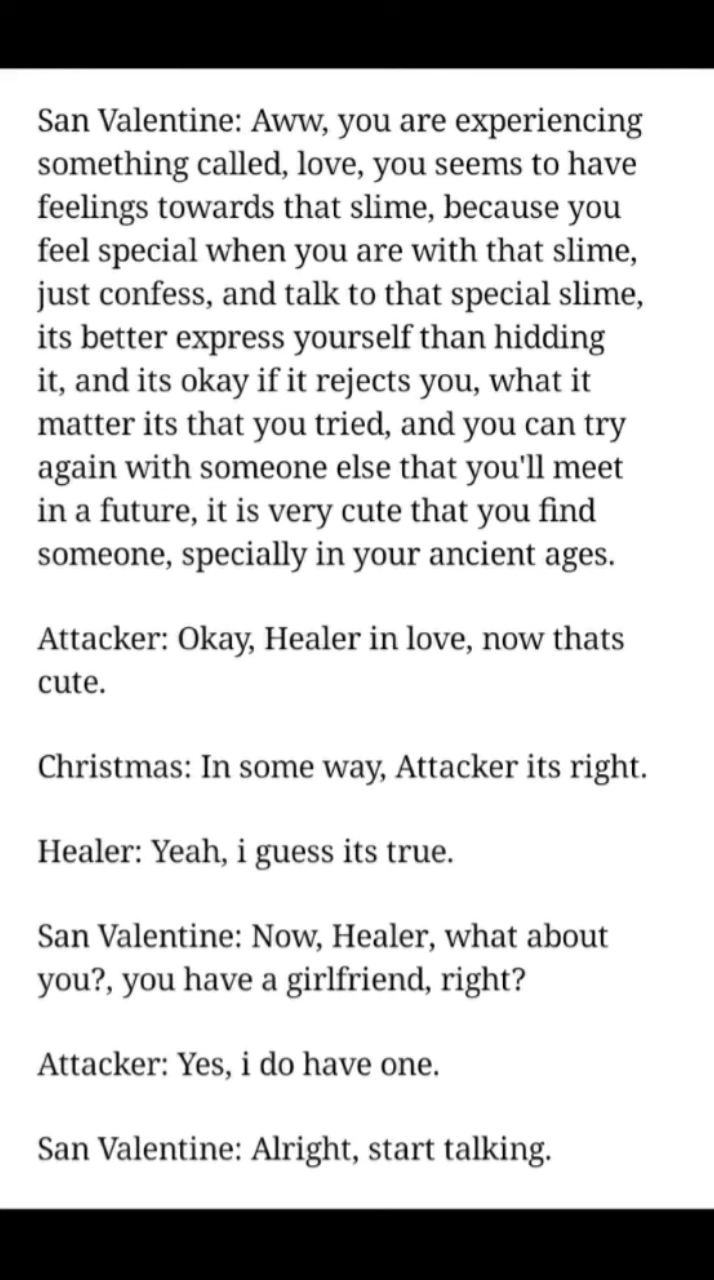 San Valentine: Aww, you are experiencing
something called, love, you seems to have
feelings towards that slime, because you
feel special when you are with that slime,
just confess, and talk to that special slime,
its better express yourself than hidding
it, and its okay if it rejects you, what it
matter its that you tried, and you can try
again with someone else that you'll meet
in a future, it is very cute that you find
someone, specially in your ancient ages.
Attacker: Okay, Healer in love, now thats
cute.
Christmas: In some way, Attacker its right.
Healer: Yeah, i guess its true.
San Valentine: Now, Healer, what about
you?, you have a girlfriend, right?
Attacker: Yes, i do have one.
San Valentine: Alright, start talking.